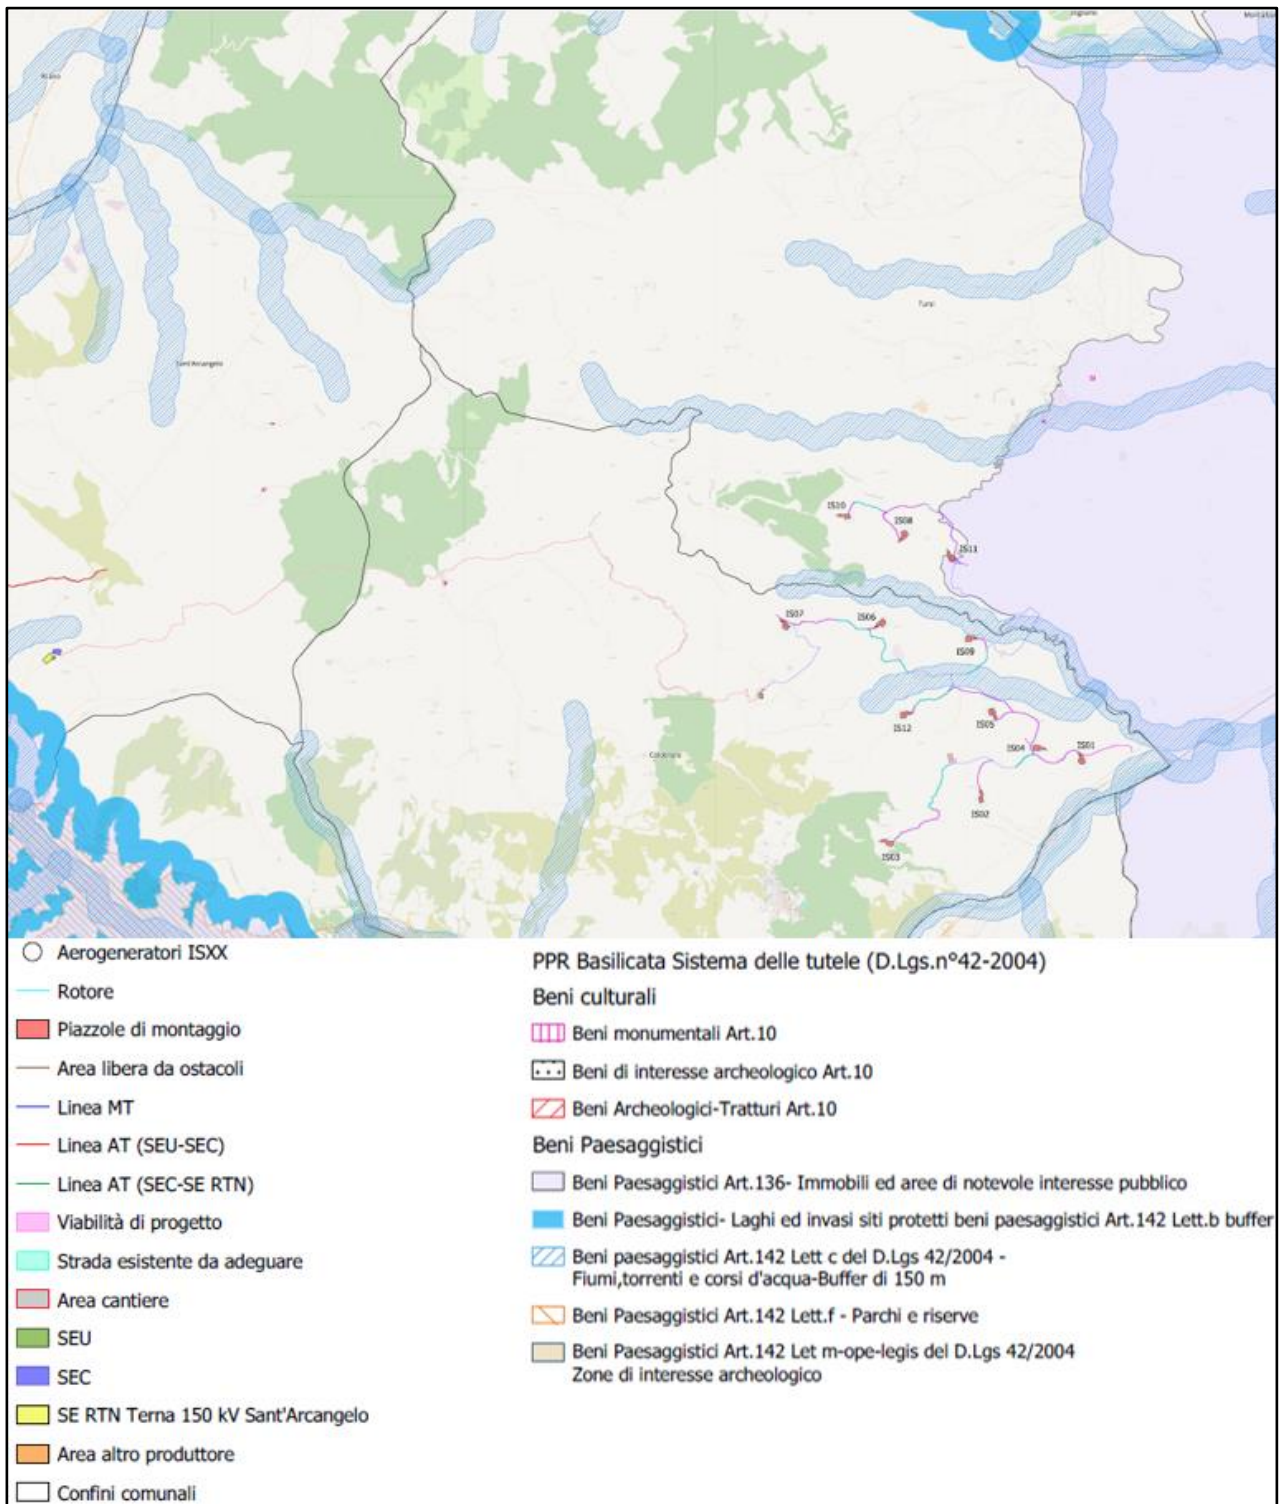 Sant'Arcangelo
Tursi
Colobraro
IS10
IS08
IS11
IS07
IS06
IS09
IS12
IS05
IS04
IS01
IS02
IS03
Aerogeneratori ISXX
Rotore
Piazzole di montaggio
Area libera da ostacoli
Linea MT
Linea AT (SEU-SEC)
Linea AT (SEC-SE RTN)
Viabilità di progetto
Strada esistente da adeguare
Area cantiere
SEU
SEC
SE RTN Terna 150 kV Sant'Arcangelo
Area altro produttore
Confini comunali
PPR Basilicata Sistema delle tutele (D.Lgs.n°42-2004)
Beni culturali
Beni monumentali Art.10
Beni di interesse archeologico Art.10
Beni Archeologici-Tratturi Art.10
Beni Paesaggistici
Beni Paesaggistici Art.136- Immobili ed aree di notevole interesse pubblico
Beni Paesaggistici- Laghi ed invasi siti protetti beni paesaggistici Art.142 Lett.b buffer
Beni paesaggistici Art.142 Lett c del D.Lgs 42/2004 -
Fiumi,torrenti e corsi d'acqua-Buffer di 150 m
Beni Paesaggistici Art.142 Lett.f - Parchi e riserve
Beni Paesaggistici Art.142 Let m-ope-legis del D.Lgs 42/2004
Zone di interesse archeologico